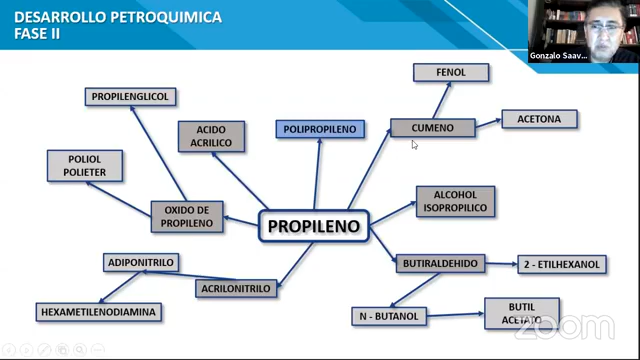 DESARROLLO PETROQUIMICA
FASE II
Gonzalo Saav...
FENOL
PROPILENGLICOL
ACIDO
ACRILICO
POLIPROPILENO
CUMENO
ACETONA
POLIOL
POLIETER
OXIDO DE
PROPILENO
PROPILENO
ALCOHOL
ISOPROPILICO
ADIPONITRILO
BUTIRALDEHIDO
2 - ETILHEXANOL
ACRILONITRILO
HEXAMETILENODIAMINA
N - BUTANOL
BUTIL
ACETATO
zoom